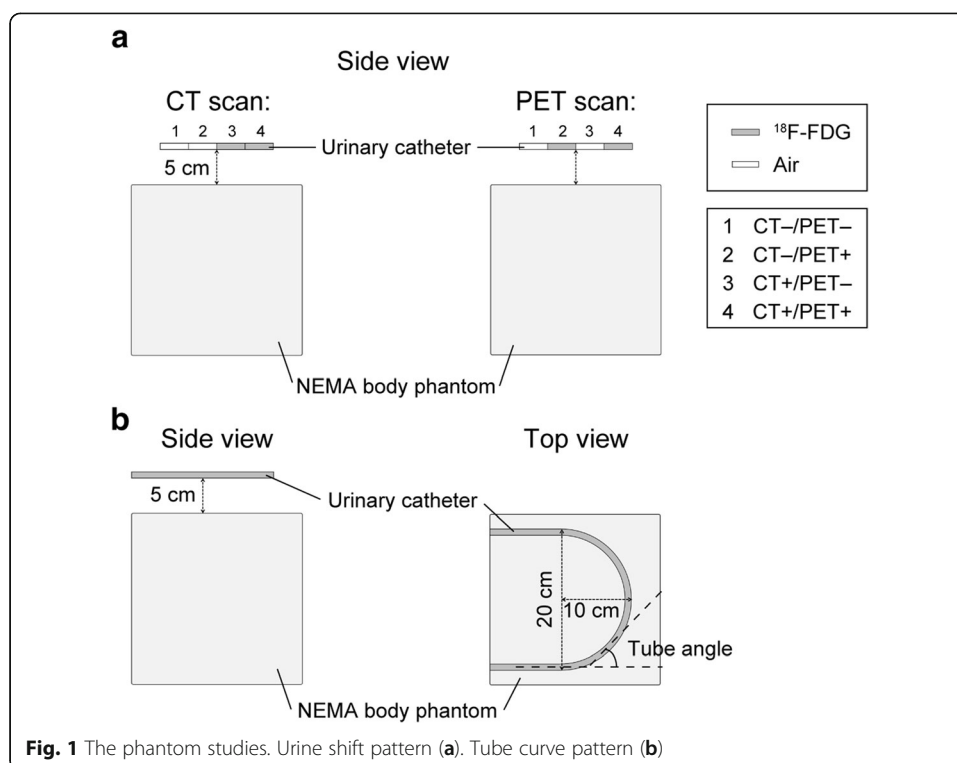 a
Side view
CT scan:
PET scan:
1 2 3 4
1 2 3 4
Urinary catheter
5 cm
NEMA body phantom
¹⁸F-FDG
Air
1 CT–/PET–
2 CT–/PET+
3 CT+/PET–
4 CT+/PET+
b
Side view
Top view
5 cm
Urinary catheter
20 cm
10 cm
Tube angle
NEMA body phantom
Fig. 1 The phantom studies. Urine shift pattern (a). Tube curve pattern (b)